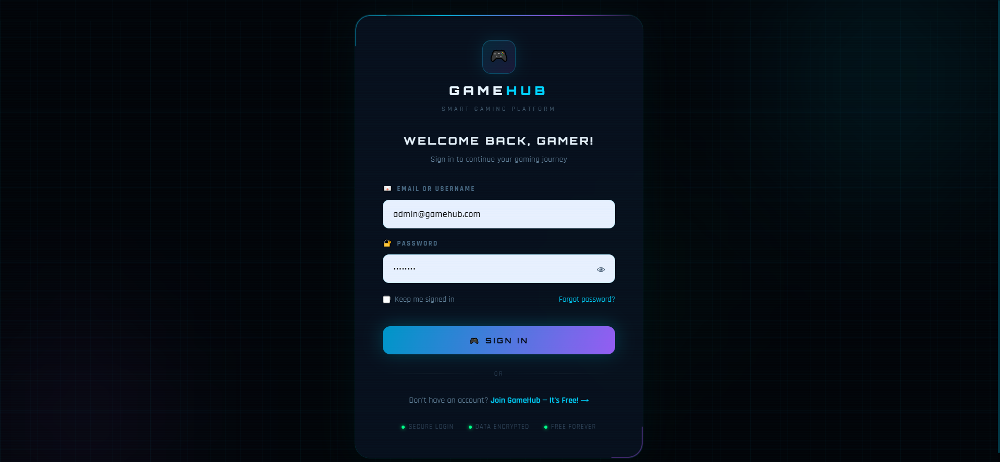 GAMEHUB
SMART GAMING PLATFORM
WELCOME BACK, GAMER!
Sign in to continue your gaming journey
EMAIL OR USERNAME
admin@gamehub.com
PASSWORD
••••••••
Keep me signed in
Forgot password?
SIGN IN
OR
Don't have an account? Join GameHub — It's Free! →
SECURE LOGIN DATA ENCRYPTED FREE FOREVER